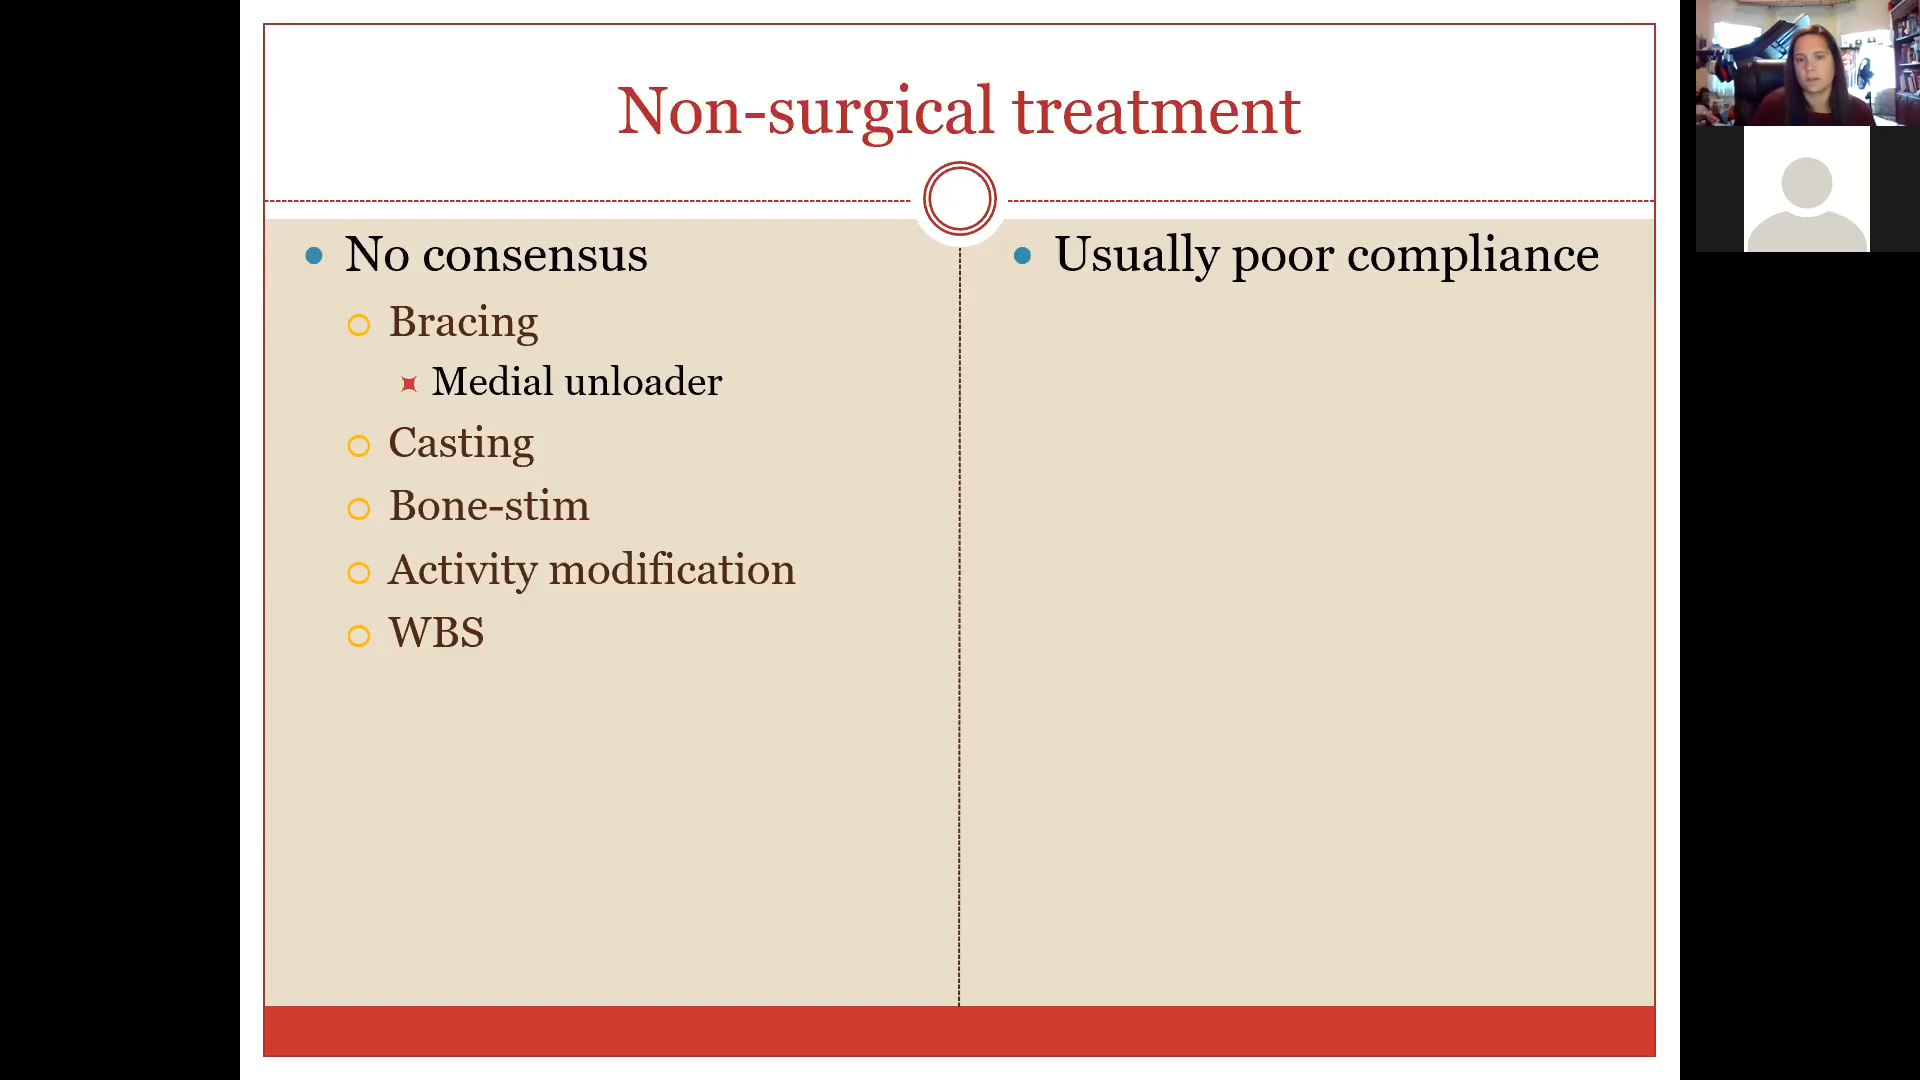 Non-surgical treatment
No consensus
Bracing
Medial unloader
Casting
Bone-stim
Activity modification
WBS
Usually poor compliance